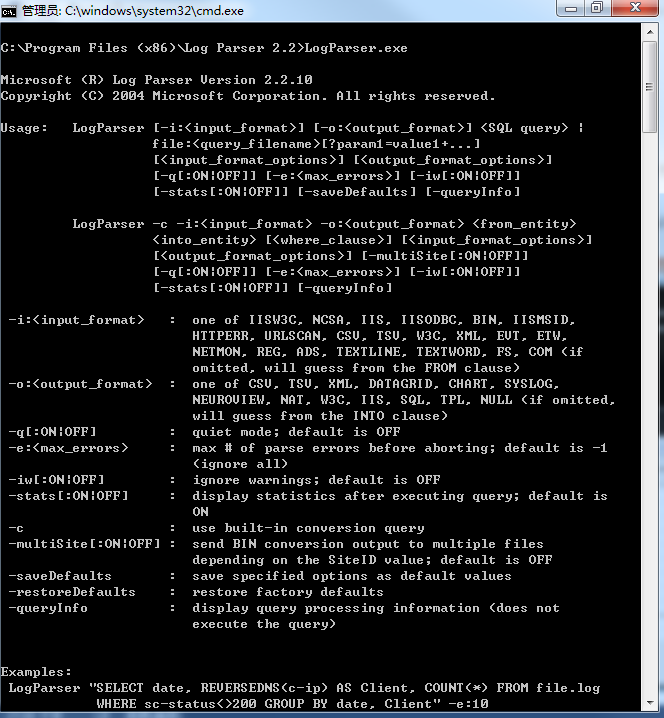 管理员: C:\windows\system32\cmd.exe
C:\Program Files (x86)\Log Parser 2.2>LogParser.exe
Microsoft (R) Log Parser Version 2.2.10
Copyright (C) 2004 Microsoft Corporation. All rights reserved.
Usage:   LogParser [-i:<input_format>] [-o:<output_format>] <SQL query> ¦
file:<query_filename>[?param1=value1+...]
[<input_format_options>] [<output_format_options>]
[-q[:ON¦OFF]] [-e:<max_errors>] [-iw[:ON¦OFF]]
[-stats[:ON¦OFF]] [-saveDefaults] [-queryInfo]
LogParser -c -i:<input_format> -o:<output_format> <from_entity>
<into_entity> [<where_clause>] [<input_format_options>]
[<output_format_options>] [-multiSite[:ON¦OFF]]
[-q[:ON¦OFF]] [-e:<max_errors>] [-iw[:ON¦OFF]]
[-stats[:ON¦OFF]] [-queryInfo]
-i:<input_format>   :  one of IISW3C, NCSA, IIS, IISODBC, BIN, IISMSID,
HTTPERR, URLSCAN, CSV, TSV, W3C, XML, EVT, ETW,
NETMON, REG, ADS, TEXTLINE, TEXTWORD, FS, COM (if
omitted, will guess from the FROM clause)
-o:<output_format>  :  one of CSV, TSV, XML, DATAGRID, CHART, SYSLOG,
NEUROVIEW, NAT, W3C, IIS, SQL, TPL, NULL (if omitted,
will guess from the INTO clause)
-q[:ON¦OFF]         :  quiet mode; default is OFF
-e:<max_errors>     :  max # of parse errors before aborting; default is -1
(ignore all)
-iw[:ON¦OFF]        :  ignore warnings; default is OFF
-stats[:ON¦OFF]     :  display statistics after executing query; default is
ON
-c                  :  use built-in conversion query
-multiSite[:ON¦OFF] :  send BIN conversion output to multiple files
depending on the SiteID value; default is OFF
-saveDefaults       :  save specified options as default values
-restoreDefaults    :  restore factory defaults
-queryInfo          :  display query processing information (does not
execute the query)
Examples:
LogParser "SELECT date, REVERSEDNS(c-ip) AS Client, COUNT(*) FROM file.log
WHERE sc-status<>200 GROUP BY date, Client" -e:10